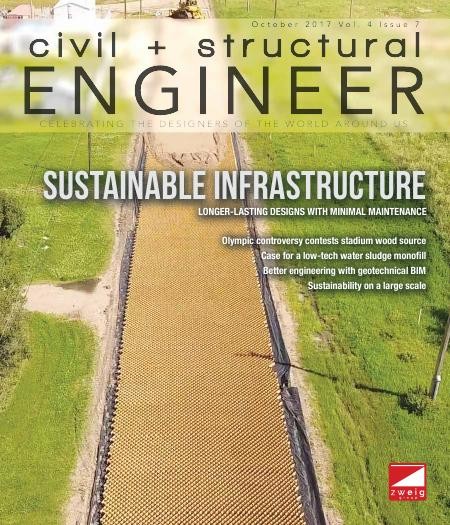 October 2017 Vol. 4 Issue 7
civil + structural
ENGINEER
CELEBRATING THE DESIGNERS OF THE WORLD AROUND US
SUSTAINABLE INFRASTRUCTURE
LONGER-LASTING DESIGNS WITH MINIMAL MAINTENANCE
Olympic controversy contests stadium wood source
Case for a low-tech water sludge monofill
Better engineering with geotechnical BIM
Sustainability on a large scale
zweig
group